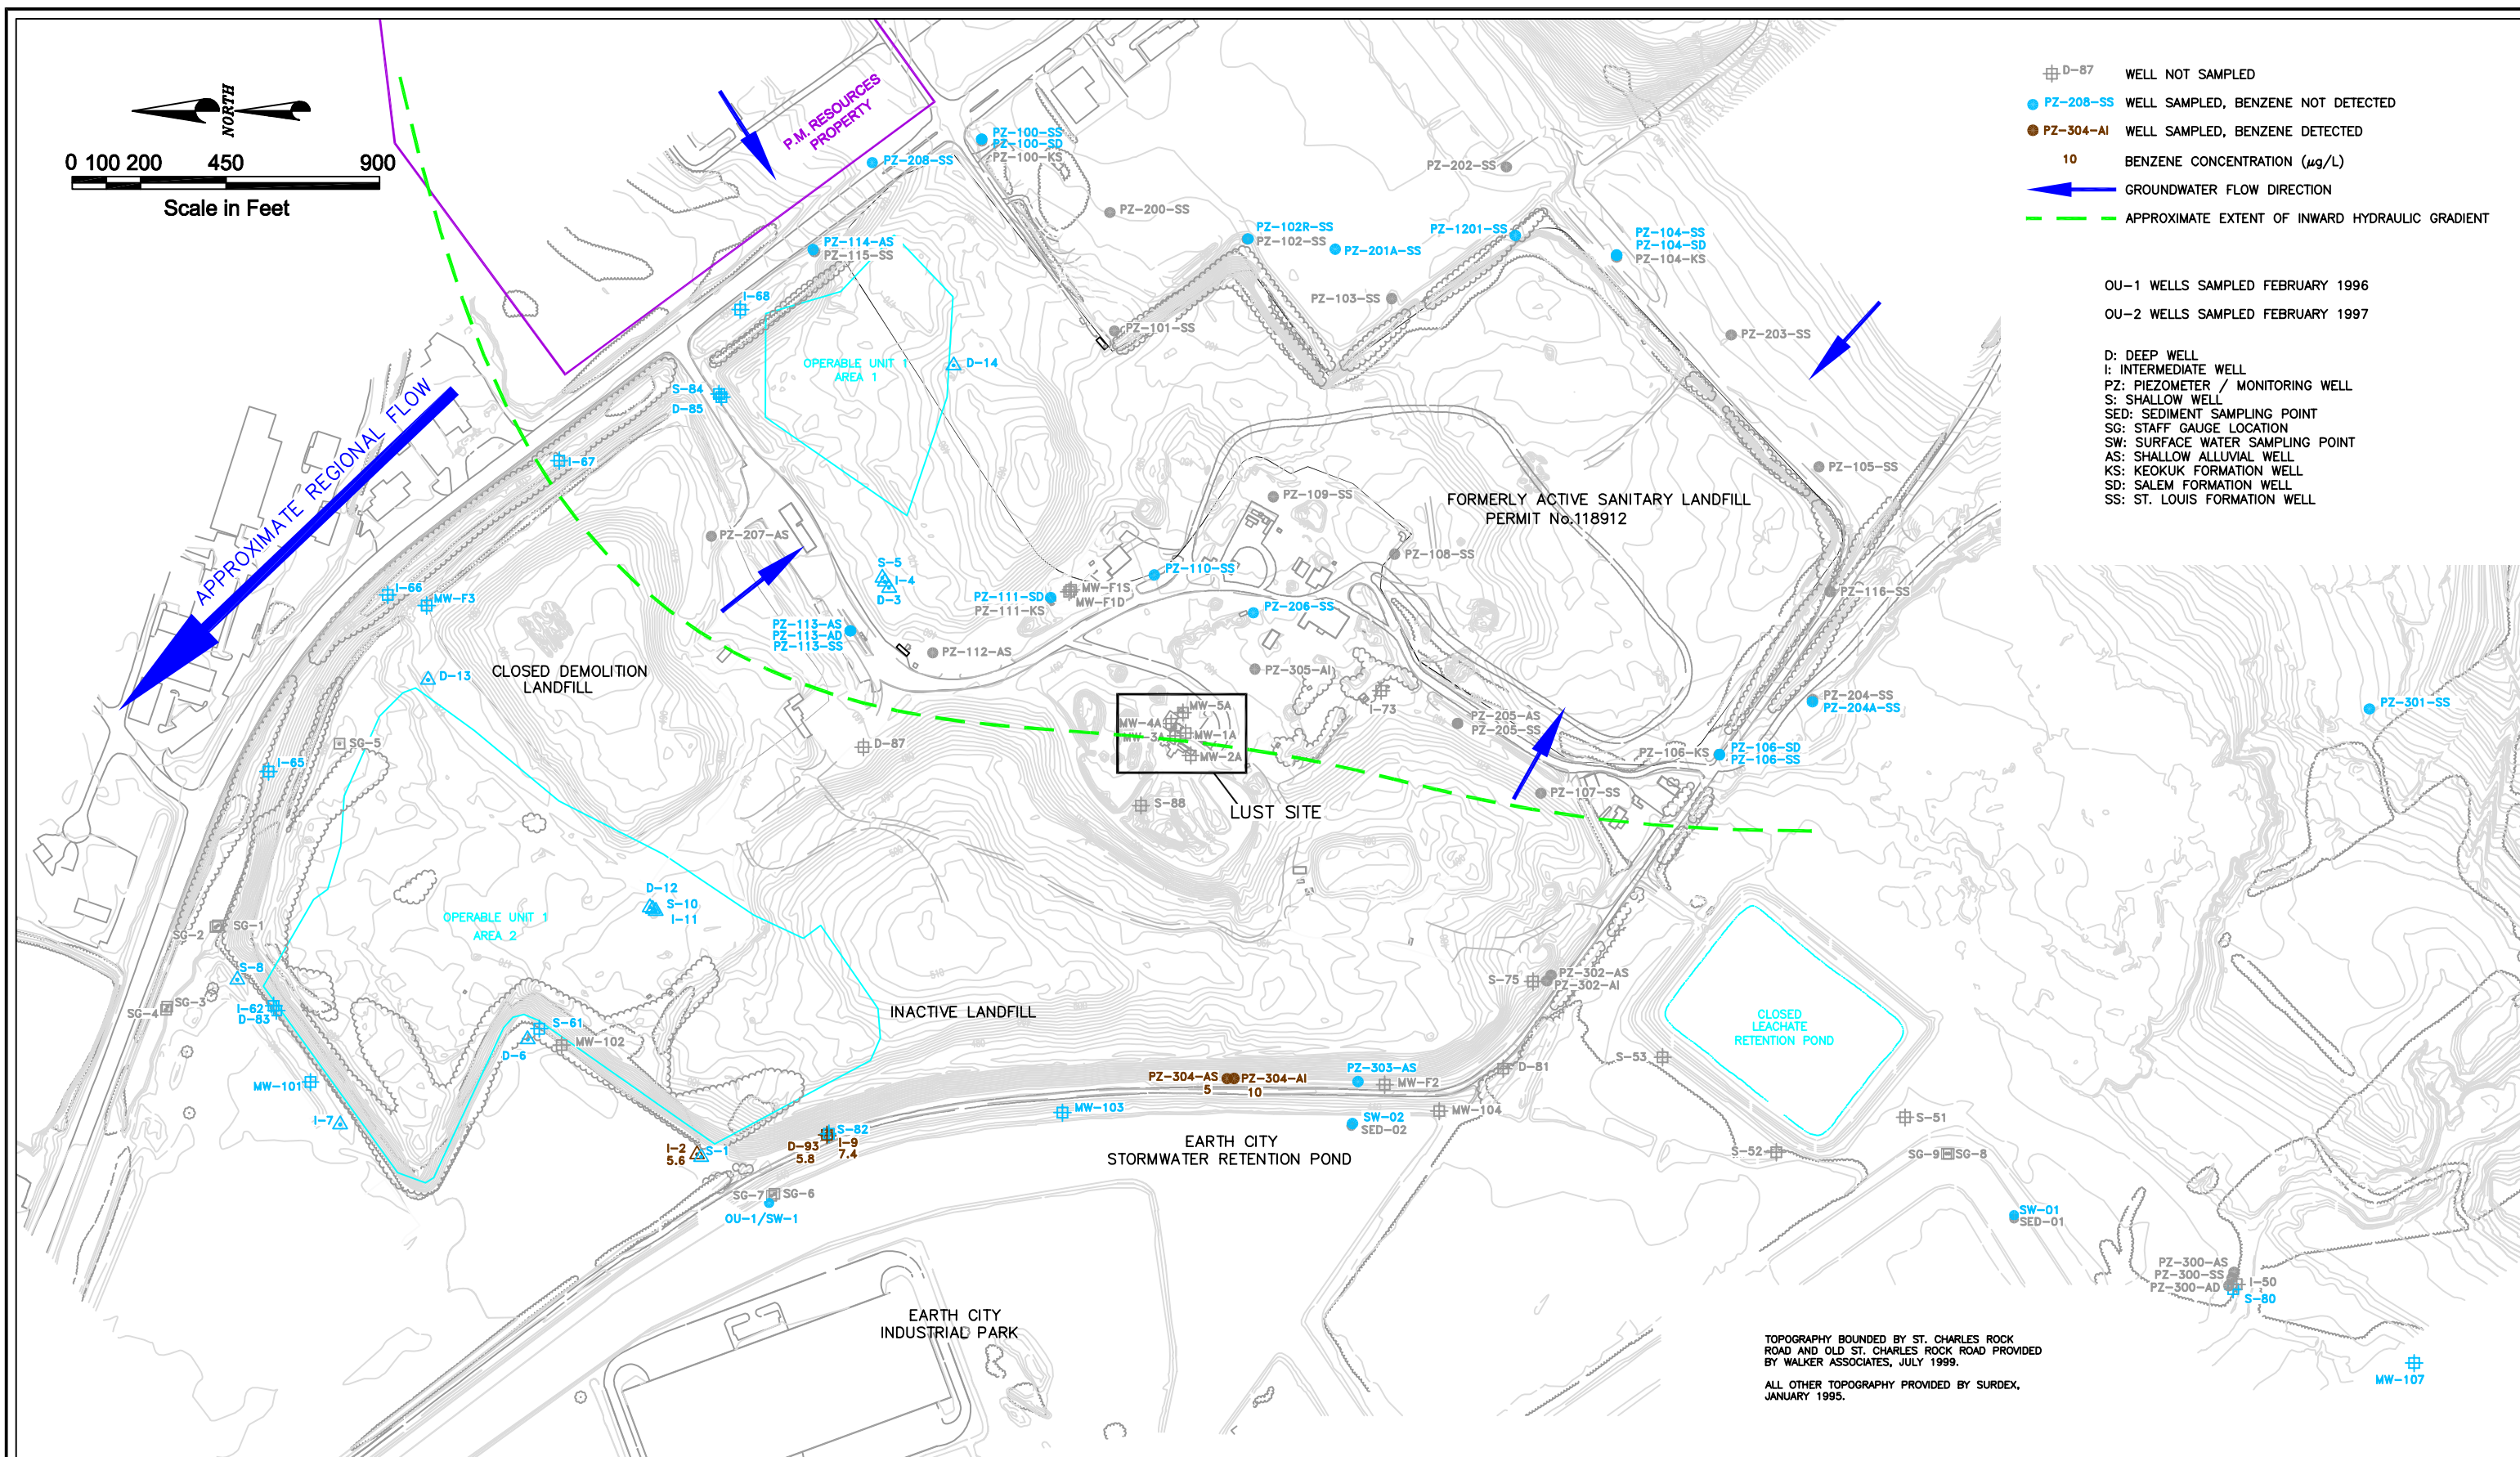 NORTH
0 100 200 450 900
Scale in Feet
P.M. RESOURCES
PROPERTY
D-87 WELL NOT SAMPLED
PZ-208-SS WELL SAMPLED, BENZENE NOT DETECTED
PZ-304-AI WELL SAMPLED, BENZENE DETECTED
10 BENZENE CONCENTRATION (µg/L)
GROUNDWATER FLOW DIRECTION
APPROXIMATE EXTENT OF INWARD HYDRAULIC GRADIENT
OU-1 WELLS SAMPLED FEBRUARY 1996
OU-2 WELLS SAMPLED FEBRUARY 1997
D: DEEP WELL
I: INTERMEDIATE WELL
PZ: PIEZOMETER / MONITORING WELL
S: SHALLOW WELL
SED: SEDIMENT SAMPLING POINT
SG: STAFF GAUGE LOCATION
SW: SURFACE WATER SAMPLING POINT
AS: SHALLOW ALLUVIAL WELL
KS: KEOKUK FORMATION WELL
SD: SALEM FORMATION WELL
SS: ST. LOUIS FORMATION WELL
PZ-100-SS
PZ-100-SD
PZ-100-KS
PZ-208-SS
PZ-202-SS
PZ-200-SS
PZ-102R-SS
PZ-102-SS
PZ-201A-SS
PZ-1201-SS
PZ-104-SS
PZ-104-SD
PZ-104-KS
PZ-114-AS
PZ-115-SS
I-68
PZ-103-SS
PZ-101-SS
PZ-203-SS
OPERABLE UNIT 1
AREA 1
D-14
S-84
D-85
APPROXIMATE REGIONAL FLOW
I-67
PZ-105-SS
PZ-109-SS
FORMERLY ACTIVE SANITARY LANDFILL
PERMIT No.118912
PZ-207-AS
PZ-108-SS
S-5
I-4
D-3
PZ-110-SS
I-66
MW-F3
PZ-111-SD
PZ-111-KS
MW-F1S
MW-F1D
PZ-206-SS
PZ-116-SS
PZ-113-AS
PZ-113-AD
PZ-113-SS
PZ-112-AS
PZ-305-AI
CLOSED DEMOLITION
LANDFILL
D-13
I-73
PZ-204-SS
PZ-204A-SS
PZ-301-SS
MW-5A
MW-4A
MW-3A
MW-1A
MW-2A
PZ-205-AS
PZ-205-SS
SG-5
D-87
PZ-106-KS
PZ-106-SD
PZ-106-SS
I-65
PZ-107-SS
S-88
LUST SITE
D-12
S-10
I-11
OPERABLE UNIT 1
AREA 2
SG-2
SG-1
S-8
SG-3
SG-4
I-62
D-83
S-75
PZ-302-AS
PZ-302-AI
INACTIVE LANDFILL
CLOSED
LEACHATE
RETENTION POND
S-61
D-6
MW-102
S-53
D-81
MW-101
PZ-304-AS
5
PZ-304-AI
10
PZ-303-AS
MW-F2
I-7
MW-103
MW-104
SW-02
SED-02
S-51
S-82
D-93
5.8
I-9
7.4
I-2
5.6
S-1
EARTH CITY
STORMWATER RETENTION POND
S-52
SG-9
SG-8
SG-7
SG-6
OU-1/SW-1
SW-01
SED-01
PZ-300-AS
PZ-300-SS
PZ-300-AD
I-50
S-80
EARTH CITY
INDUSTRIAL PARK
MW-107
TOPOGRAPHY BOUNDED BY ST. CHARLES ROCK
ROAD AND OLD ST. CHARLES ROCK ROAD PROVIDED
BY WALKER ASSOCIATES, JULY 1999.
ALL OTHER TOPOGRAPHY PROVIDED BY SURDEX,
JANUARY 1995.